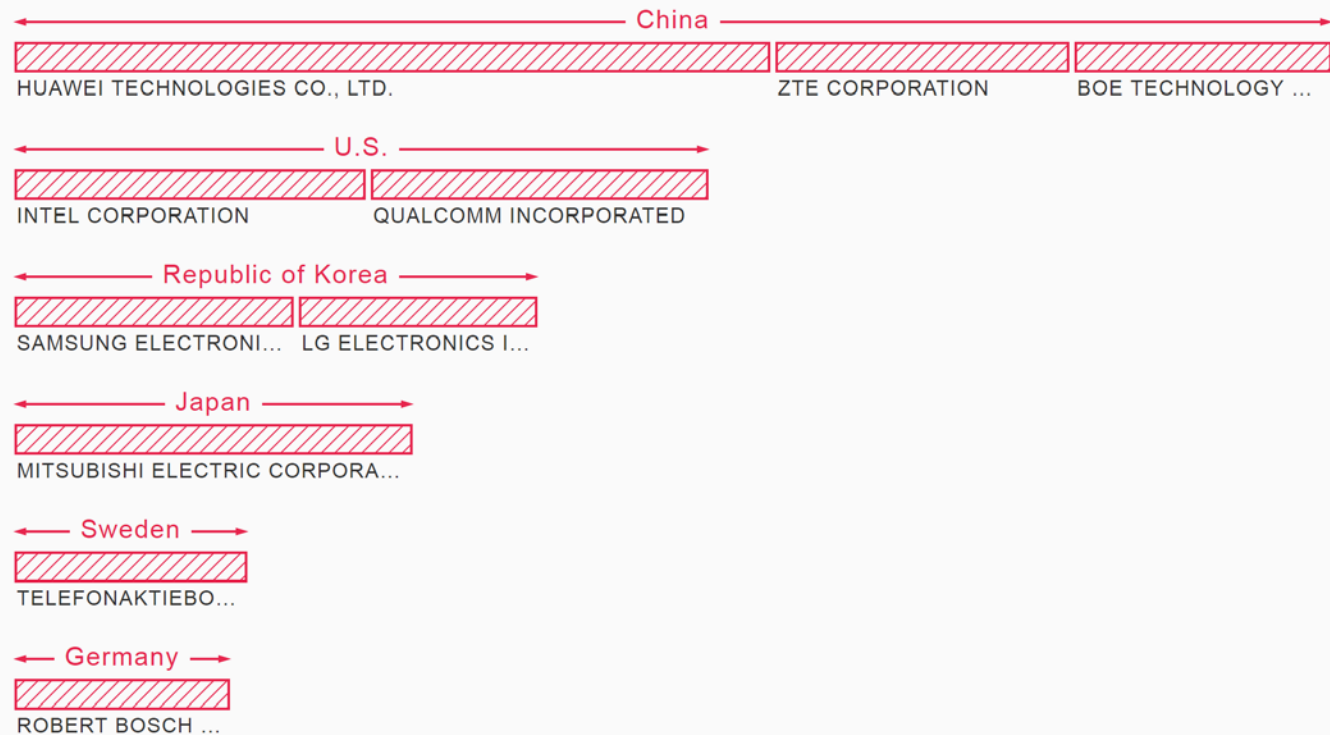 China
HUAWEI TECHNOLOGIES CO., LTD. ZTE CORPORATION BOE TECHNOLOGY ...
U.S.
INTEL CORPORATION QUALCOMM INCORPORATED
Republic of Korea
SAMSUNG ELECTRONI... LG ELECTRONICS I...
Japan
MITSUBISHI ELECTRIC CORPORA...
Sweden
TELEFONAKTIEBO...
Germany
ROBERT BOSCH ...